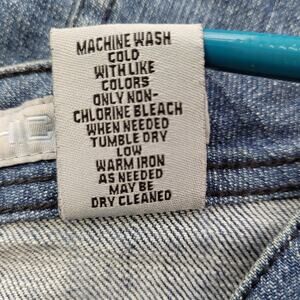 MACHINE WASH
COLD
WITH LIKE
COLORS
ONLY NON-
CHLORINE BLEACH
WHEN NEEDED
TUMBLE DRY
LOW
WARM IRON
AS NEEDED
MAY BE
DRY CLEANED